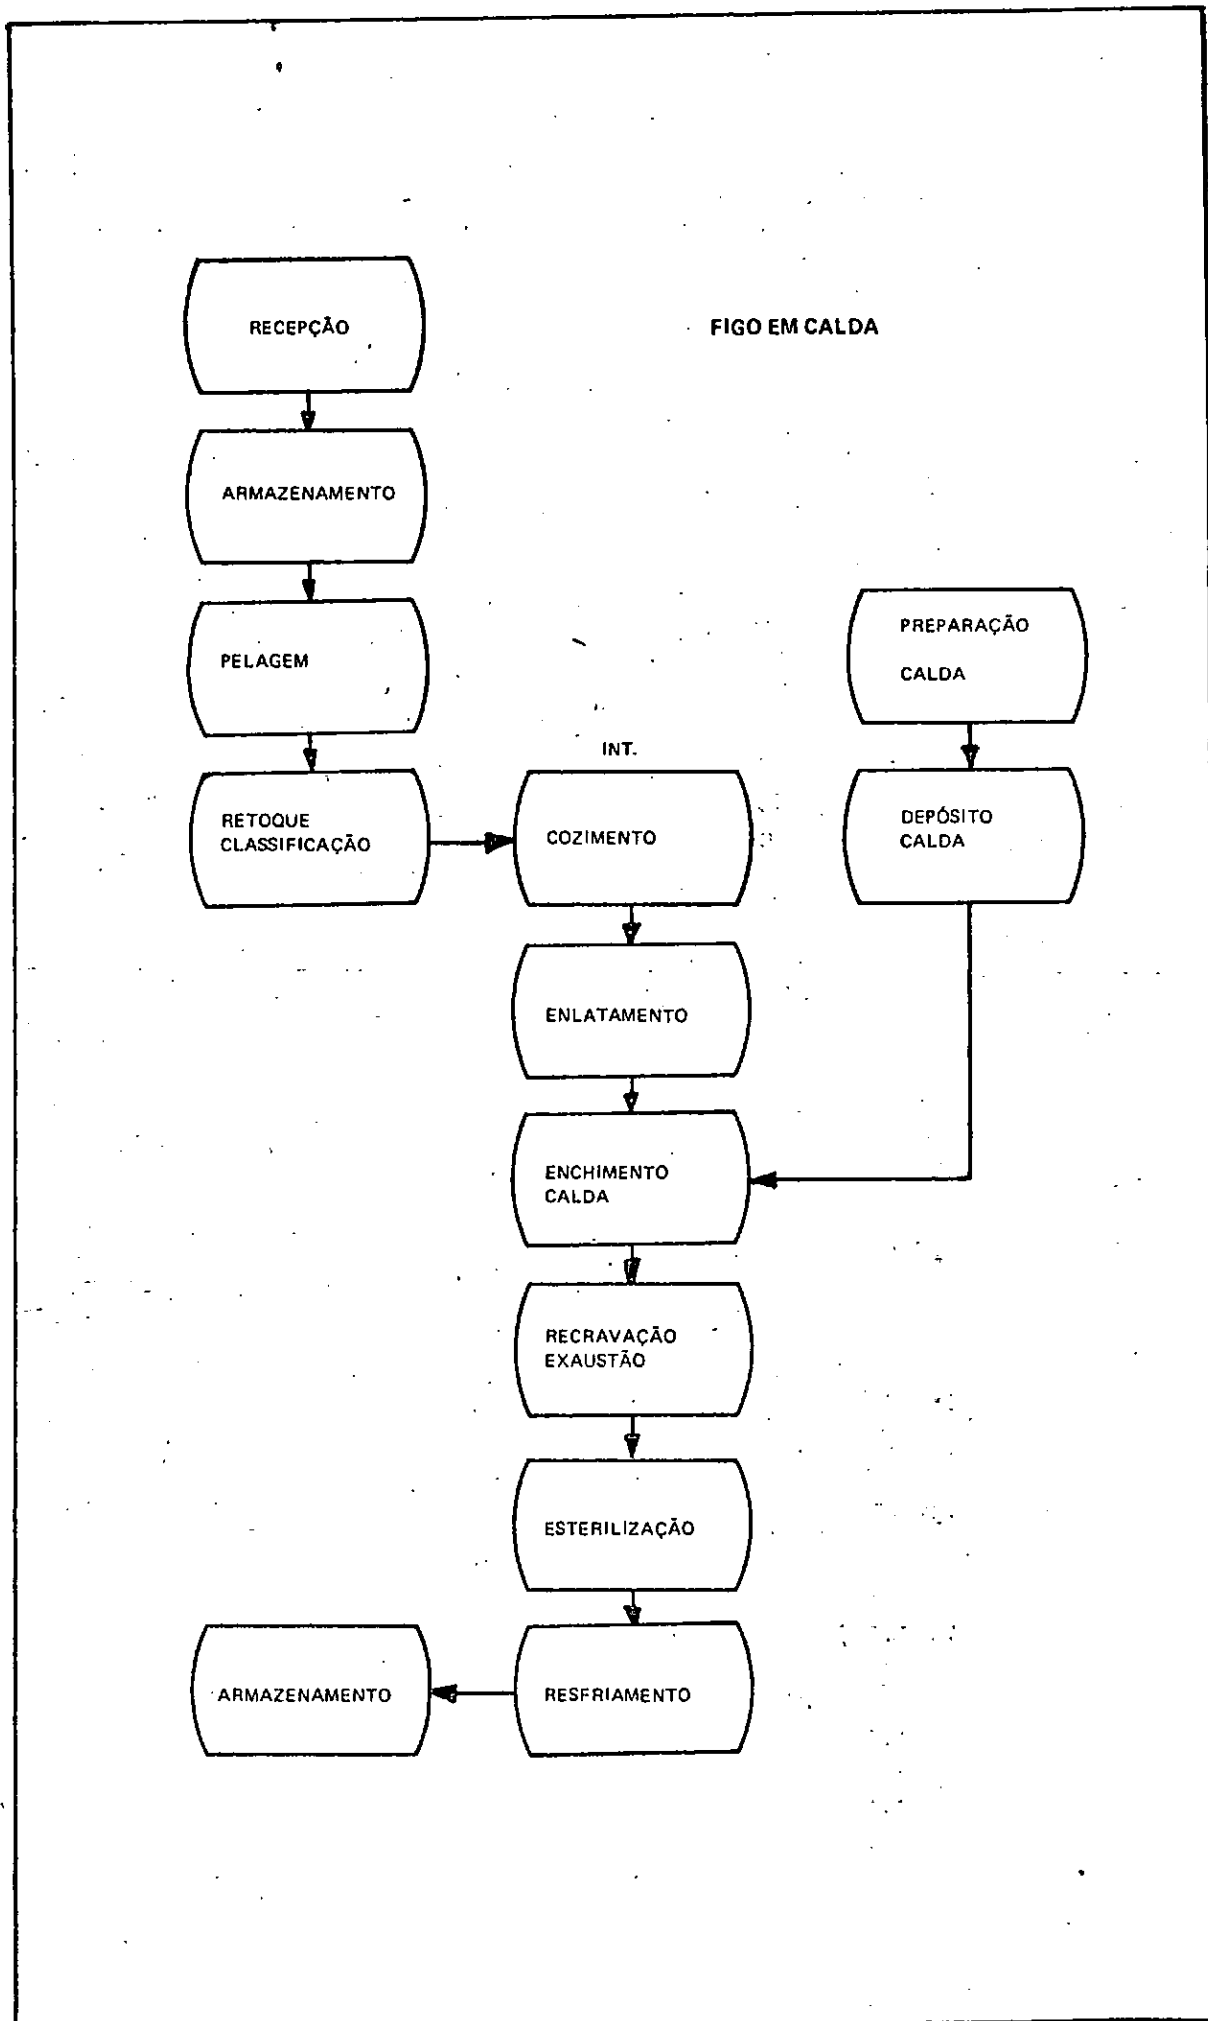 FIGO EM CALDA
RECEPÇÃO
ARMAZENAMENTO
PELAGEM
RETOQUE
CLASSIFICAÇÃO
INT.
COZIMENTO
PREPARAÇÃO
CALDA
DEPÓSITO
CALDA
ENLATAMENTO
ENCHIMENTO
CALDA
RECRAVAÇÃO
EXAUSTÃO
ESTERILIZAÇÃO
RESFRIAMENTO
ARMAZENAMENTO